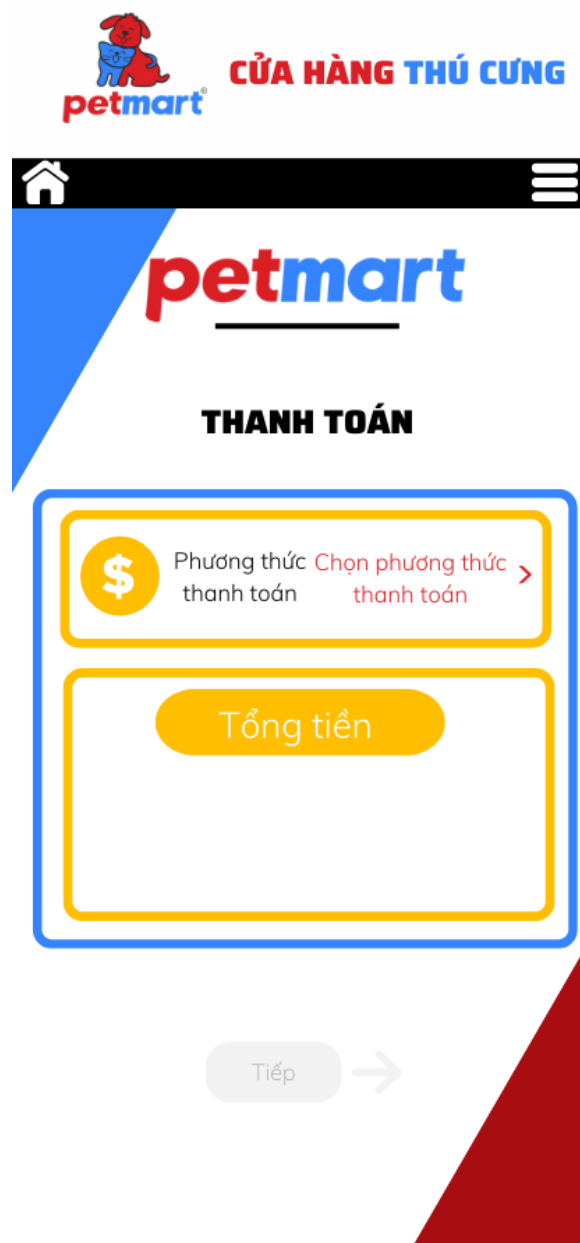 petmart
CỬA HÀNG THÚ CƯNG
petmart
THANH TOÁN
$
Phương thức
thanh toán
Chọn phương thức
thanh toán
Tổng tiền
Tiếp